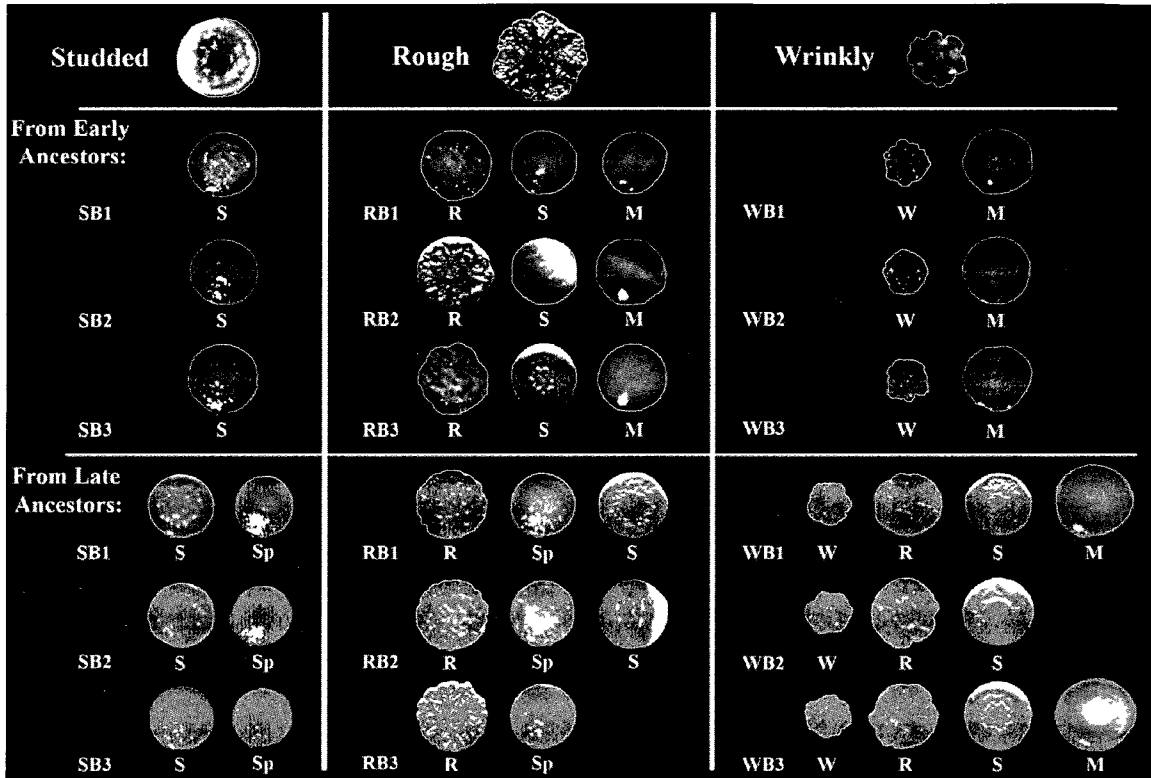 Studded Rough Wrinkly
From Early
Ancestors:
SB1 S RB1 R S M WB1 W M
SB2 S RB2 R S M WB2 W M
SB3 S RB3 R S M WB3 W M
From Late
Ancestors:
SB1 S Sp RB1 R Sp S WB1 W R S M
SB2 S Sp RB2 R Sp S WB2 W R S
SB3 S Sp RB3 R Sp WB3 W R S M